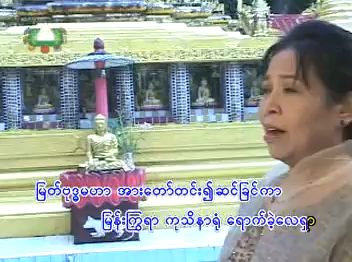 မြတ်ဗုဒ္ဓမဟာ အားတော်တင်း၍ဆင်ခြင်ကာ
မြန်းကြွရာ ကုသိနာရုံ ရောက်ခဲ့လေရှာ